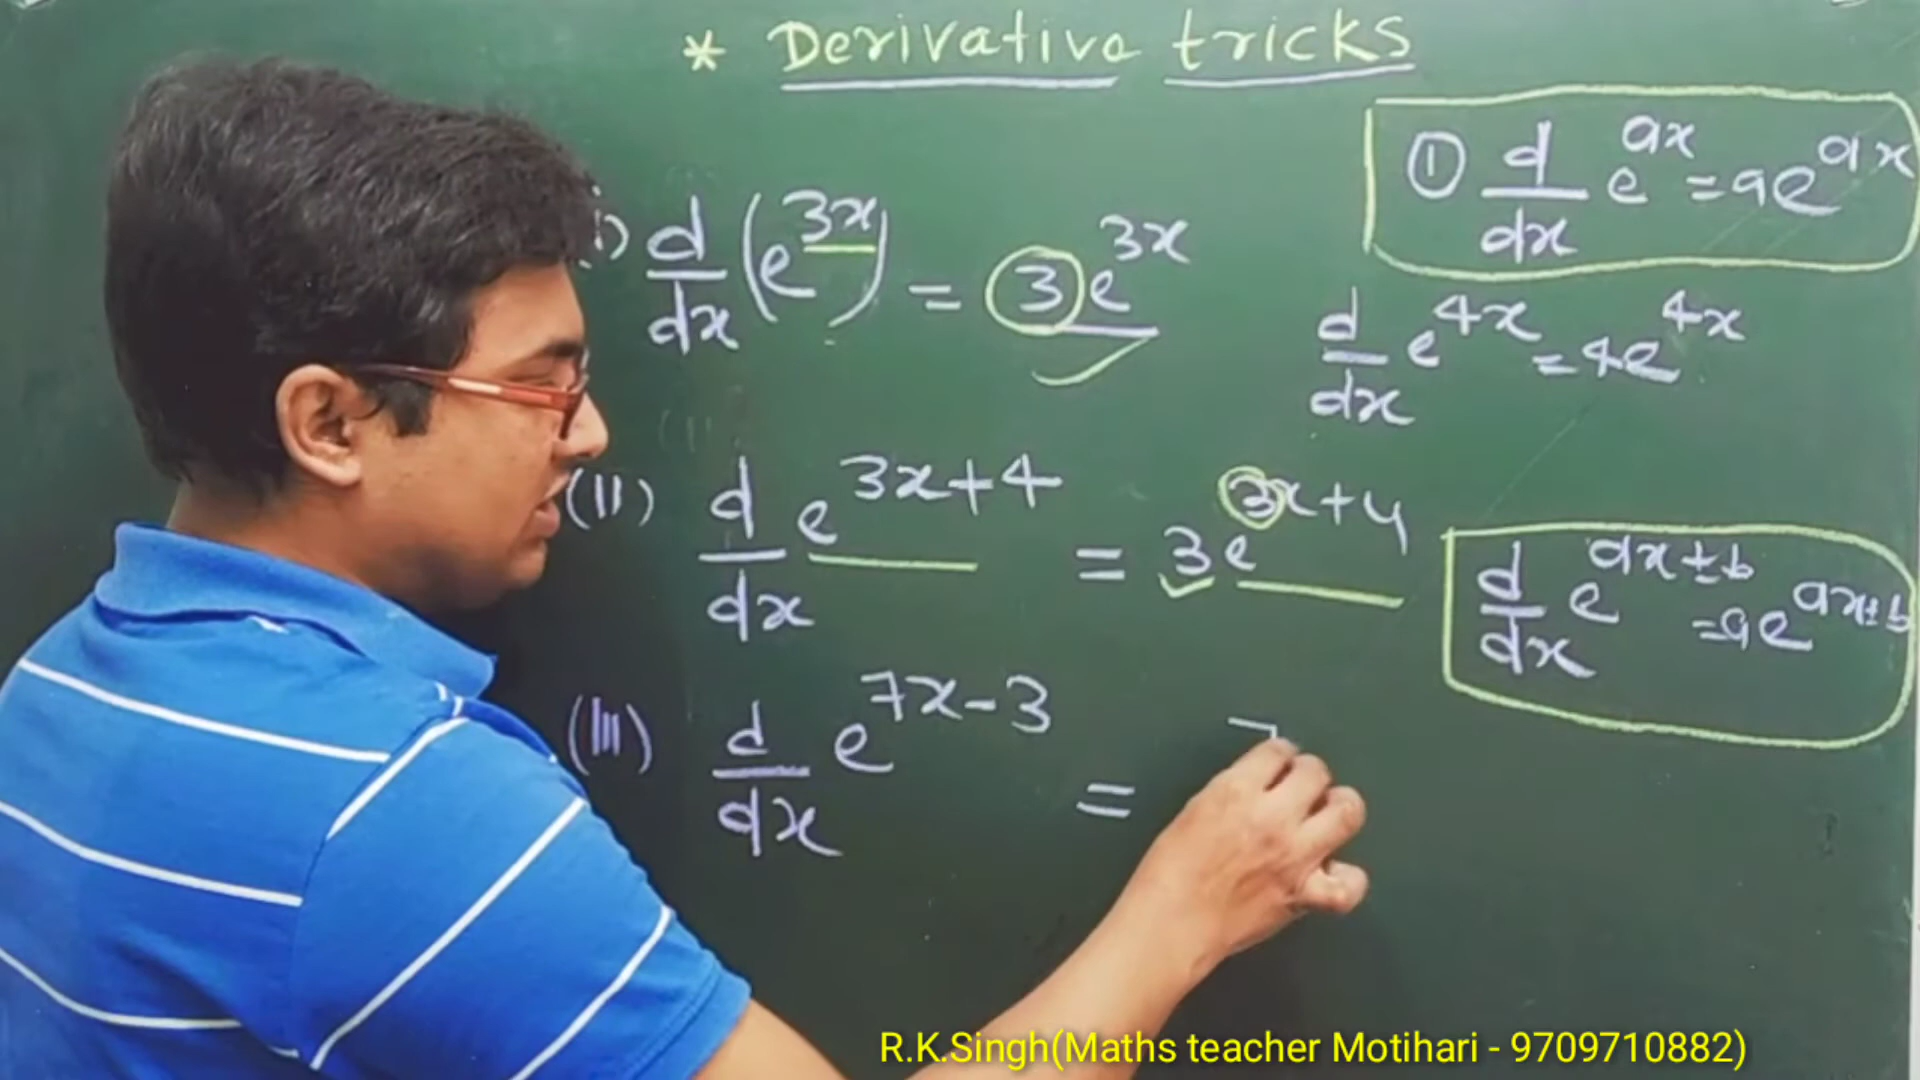 * Derivative tricks
① d/dx e^ax = ae^ax
i) d/dx (e^3x) = 3e^3x
d/dx e^4x = 4e^4x
(II) d/dx e^3x+4 = 3e^3x+4
d/dx e^ax±b = ae^ax±b
(III) d/dx e^7x-3 = 7
R.K.Singh(Maths teacher Motihari - 9709710882)